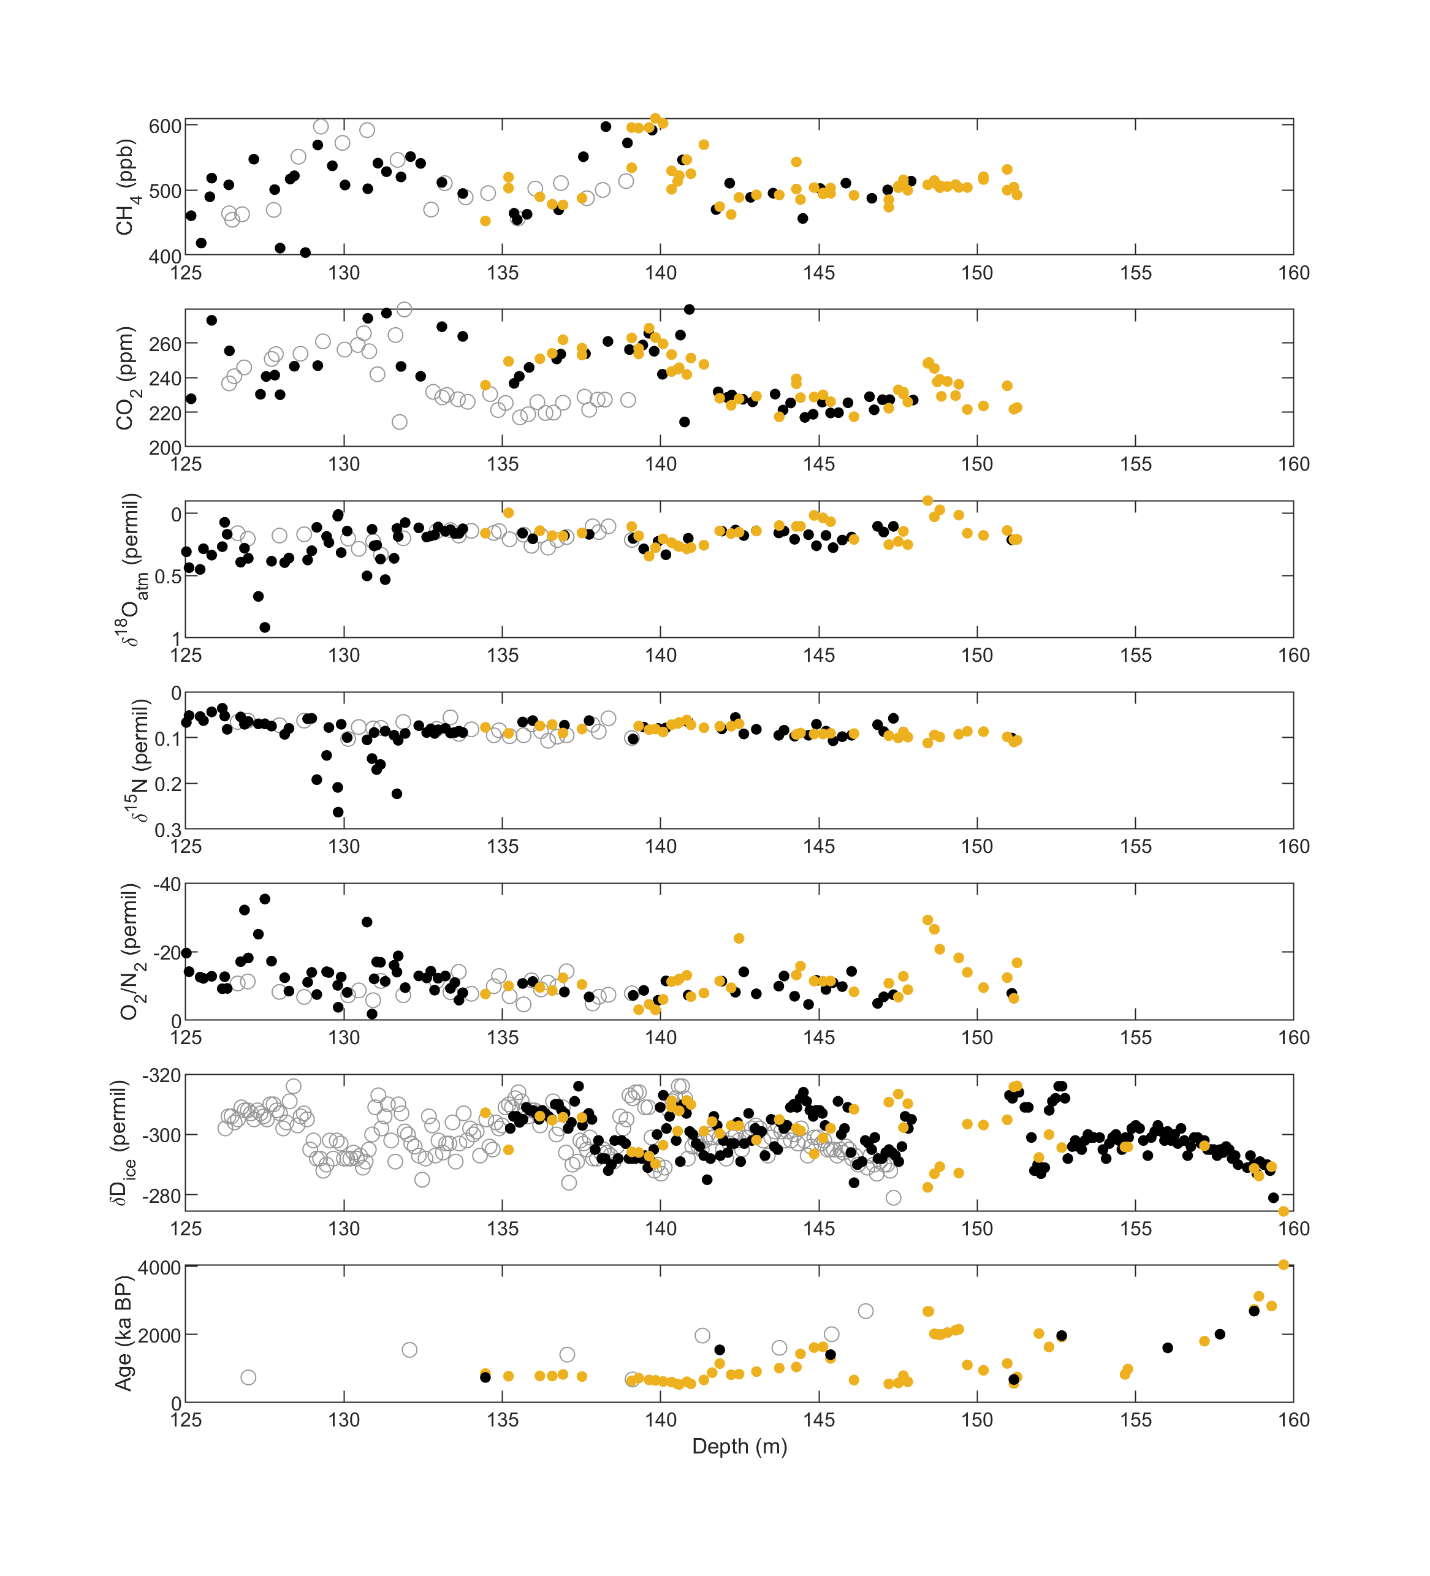 CH4 (ppb)
600
500
400
125 130 135 140 145 150 155 160
CO2 (ppm)
260
240
220
200
125 130 135 140 145 150 155 160
δ18Oatm (permil)
0
0.5
1
125 130 135 140 145 150 155 160
δ15N (permil)
0
0.1
0.2
0.3
125 130 135 140 145 150 155 160
O2/N2 (permil)
-40
-20
0
125 130 135 140 145 150 155 160
δDice (permil)
-320
-300
-280
125 130 135 140 145 150 155 160
Age (ka BP)
4000
2000
0
125 130 135 140 145 150 155 160
Depth (m)